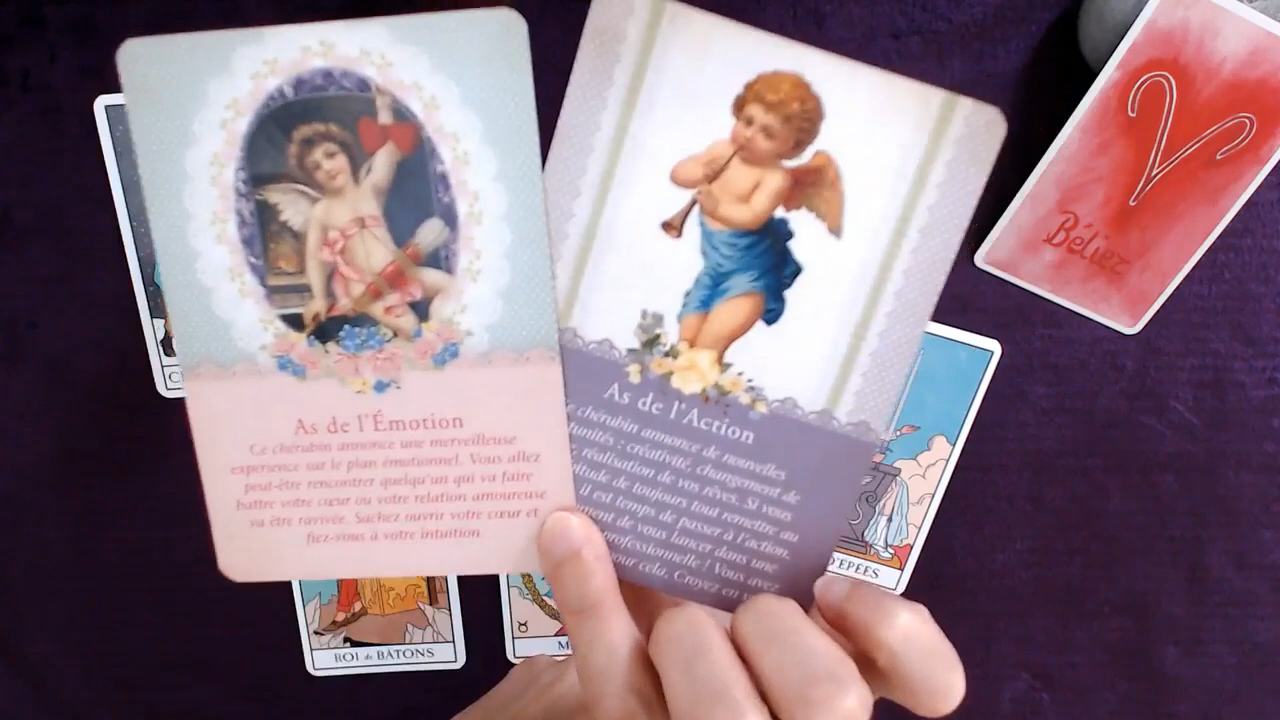 As de l'Émotion
Ce chérubin annonce une merveilleuse
expérience sur le plan émotionnel. Vous allez
peut-être rencontrer quelqu'un qui va faire
battre votre cœur ou votre relation amoureuse
va être ravivée. Sachez ouvrir votre cœur et
fiez-vous à votre intuition.
As de l'Action
chérubin annonce de nouvelles
tunités : créativité, changement de
réalisation de vos rêves. Si vous
itude de toujours tout remettre au
il est temps de passer à l'action.
ment de vous lancer dans une
professionnelle ! Vous avez
pour cela. Croyez en
Bélier
ROI de BÂTONS
D'ÉPÉES
M
C